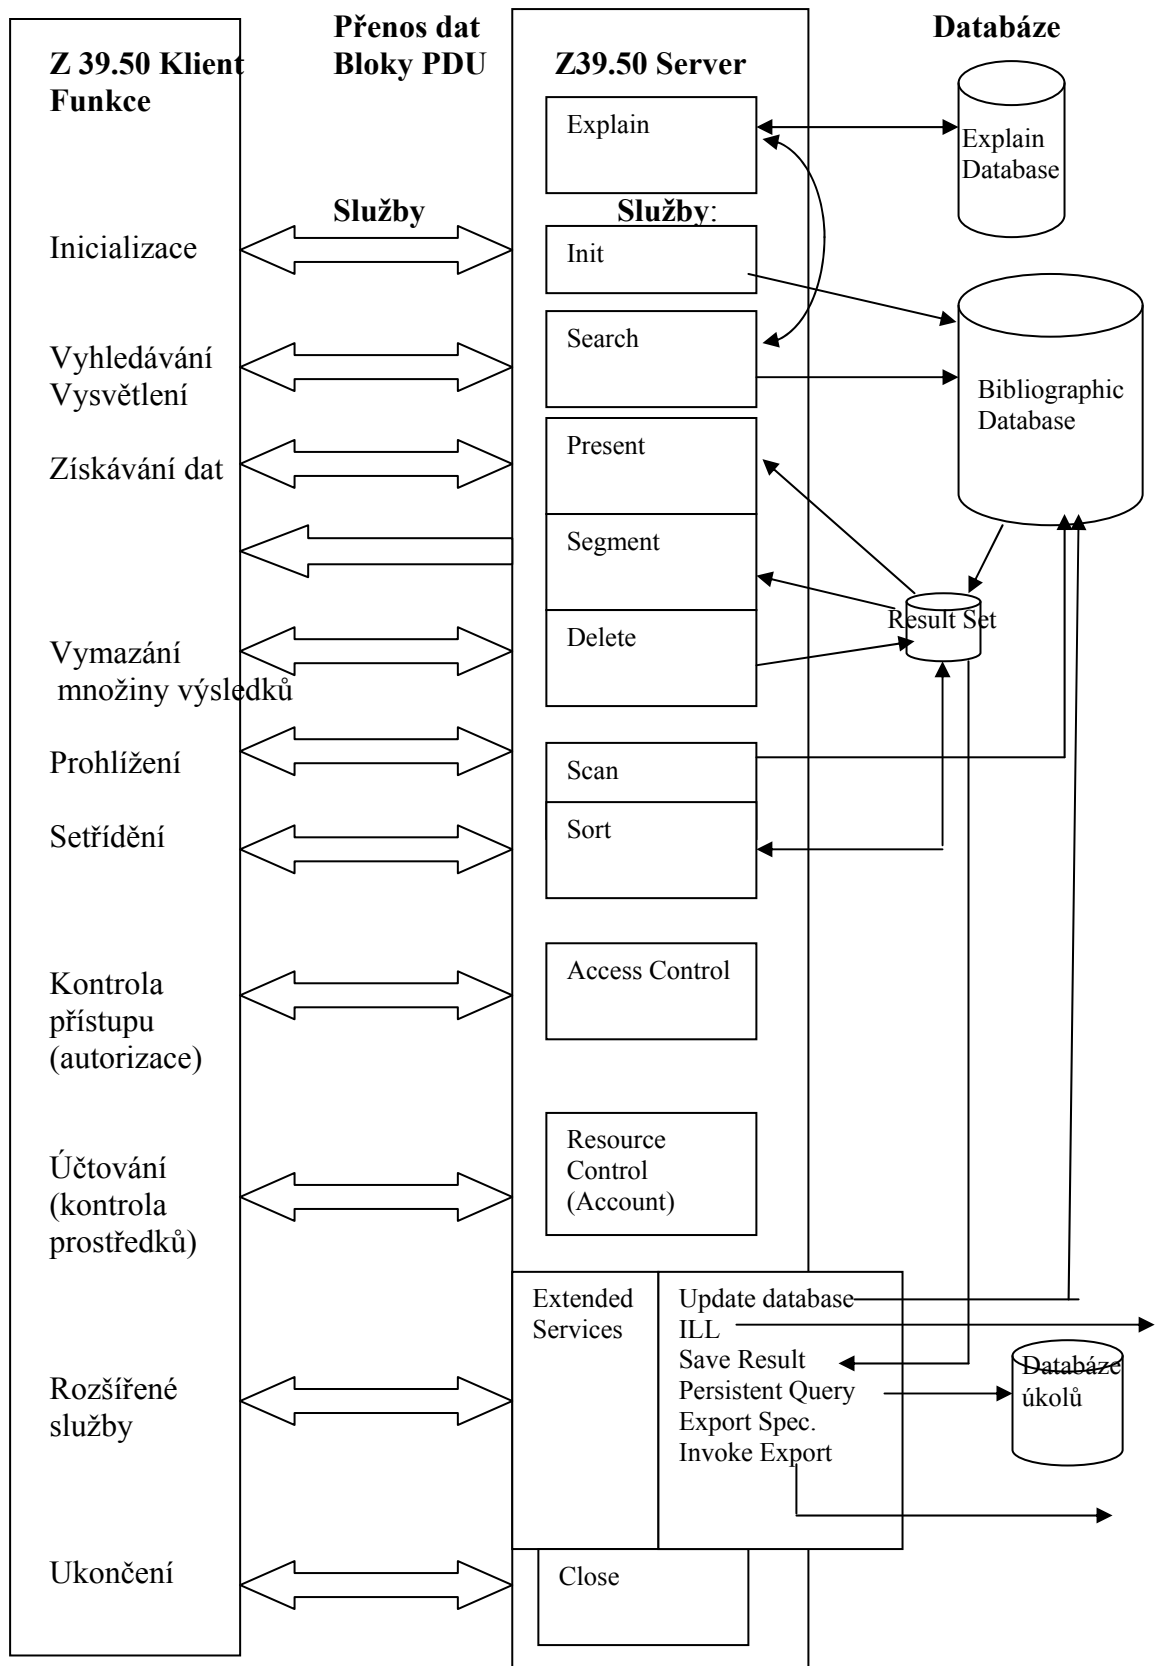 Z 39.50 Klient
Funkce
Přenos dat
Bloky PDU
Z39.50 Server
Databáze
Explain
Explain
Database
Služby
Služby:
Inicializace
Init
Vyhledávání
Vysvětlení
Search
Bibliographic
Database
Získávání dat
Present
Segment
Result Set
Vymazání
množiny výsledků
Delete
Prohlížení
Scan
Setřídění
Sort
Kontrola
přístupu
(autorizace)
Access Control
Účtování
(kontrola
prostředků)
Resource
Control
(Account)
Rozšířené
služby
Extended
Services
Update database
ILL
Save Result
Persistent Query
Export Spec.
Invoke Export
Databáze
úkolů
Ukončení
Close